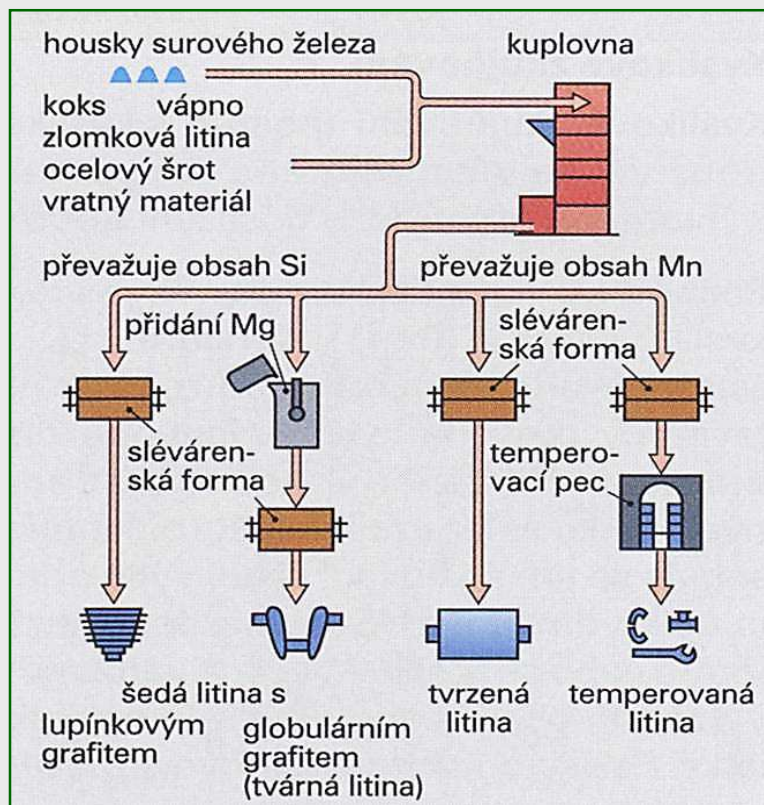 housky surového železa
kuplovna
koks vápno
zlomková litina
ocelový šrot
vratný materiál
převažuje obsah Si
převažuje obsah Mn
přidání Mg
sléváren-
ská forma
sléváren-
ská forma
temperо-
vací pec
šedá litina s
lupínkovým
grafitem
globulárním
grafitem
(tvárná litina)
tvrzená
litina
temperovaná
litina